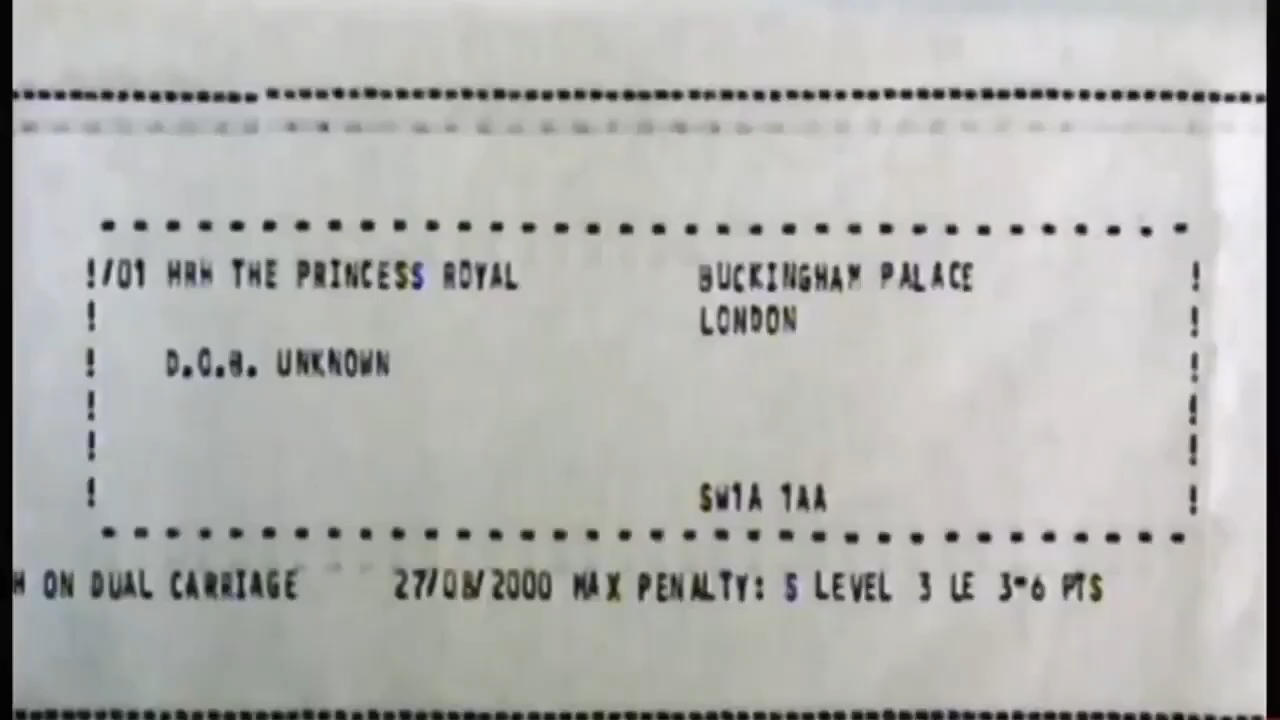 !/01 HRH THE PRINCESS ROYAL BUCKINGHAM PALACE !
! LONDON !
! D.O.B. UNKNOWN !
! !
! !
! SW1A 1AA !
H ON DUAL CARRIAGE 27/08/2000 MAX PENALTY: S LEVEL 3 LE 3-6 PTS